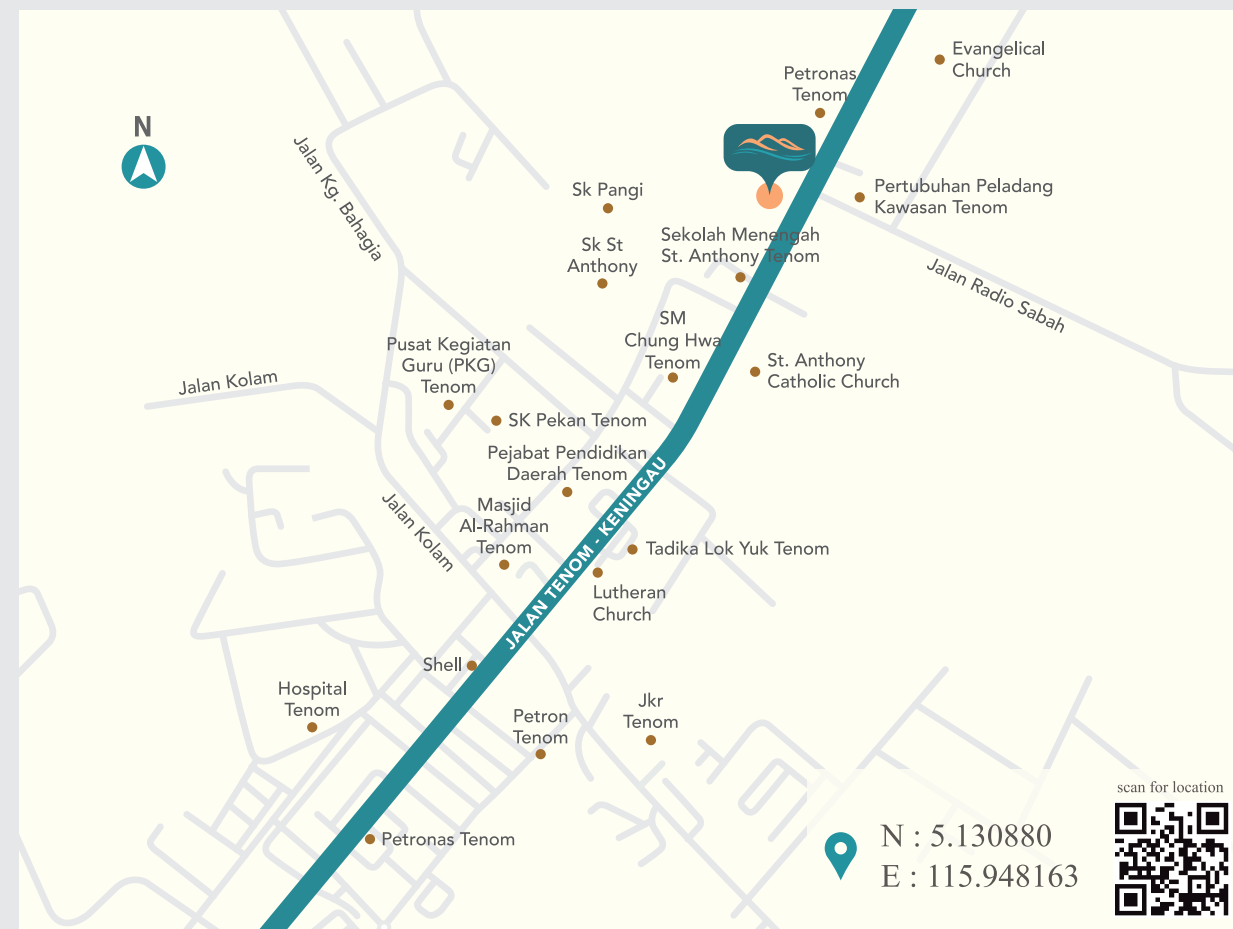 Evangelical
Church
Petronas
Tenom
N
Jalan Kg. Bahagia
Sk Pangi
Pertubuhan Peladang
Kawasan Tenom
Sekolah Menengah
St. Anthony Tenom
Sk St
Anthony
Jalan Radio Sabah
SM
Chung Hwa
Tenom
Pusat Kegiatan
Guru (PKG)
Tenom
St. Anthony
Catholic Church
Jalan Kolam
SK Pekan Tenom
Pejabat Pendidikan
Daerah Tenom
JALAN TENOM - KENINGAU
Jalan Kolam
Masjid
Al-Rahman
Tenom
Tadika Lok Yuk Tenom
Lutheran
Church
Shell
Hospital
Tenom
Petron
Tenom
Jkr
Tenom
Petronas Tenom
scan for location
N : 5.130880
E : 115.948163